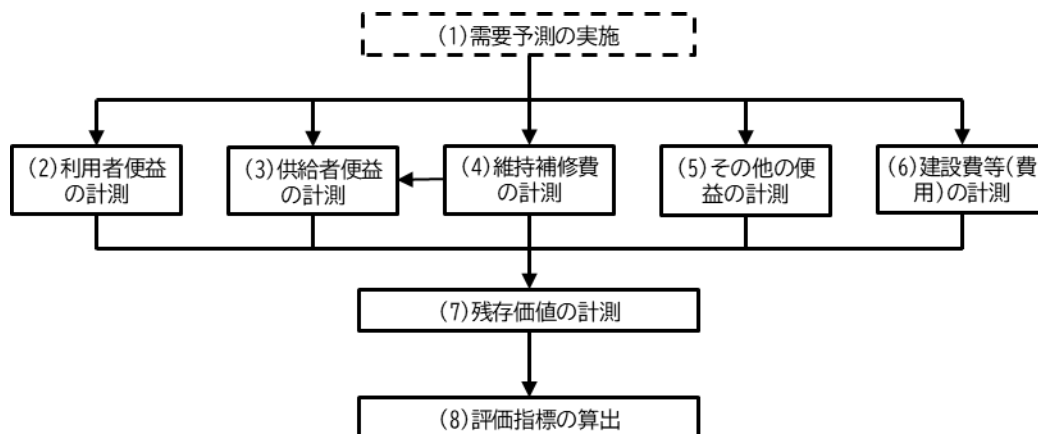 (1)需要予測の実施
(2)利用者便益
の計測
(3)供給者便益
の計測
(4)維持補修費
の計測
(5)その他の便
益の計測
(6)建設費等(費
用)の計測
(7)残存価値の計測
(8)評価指標の算出